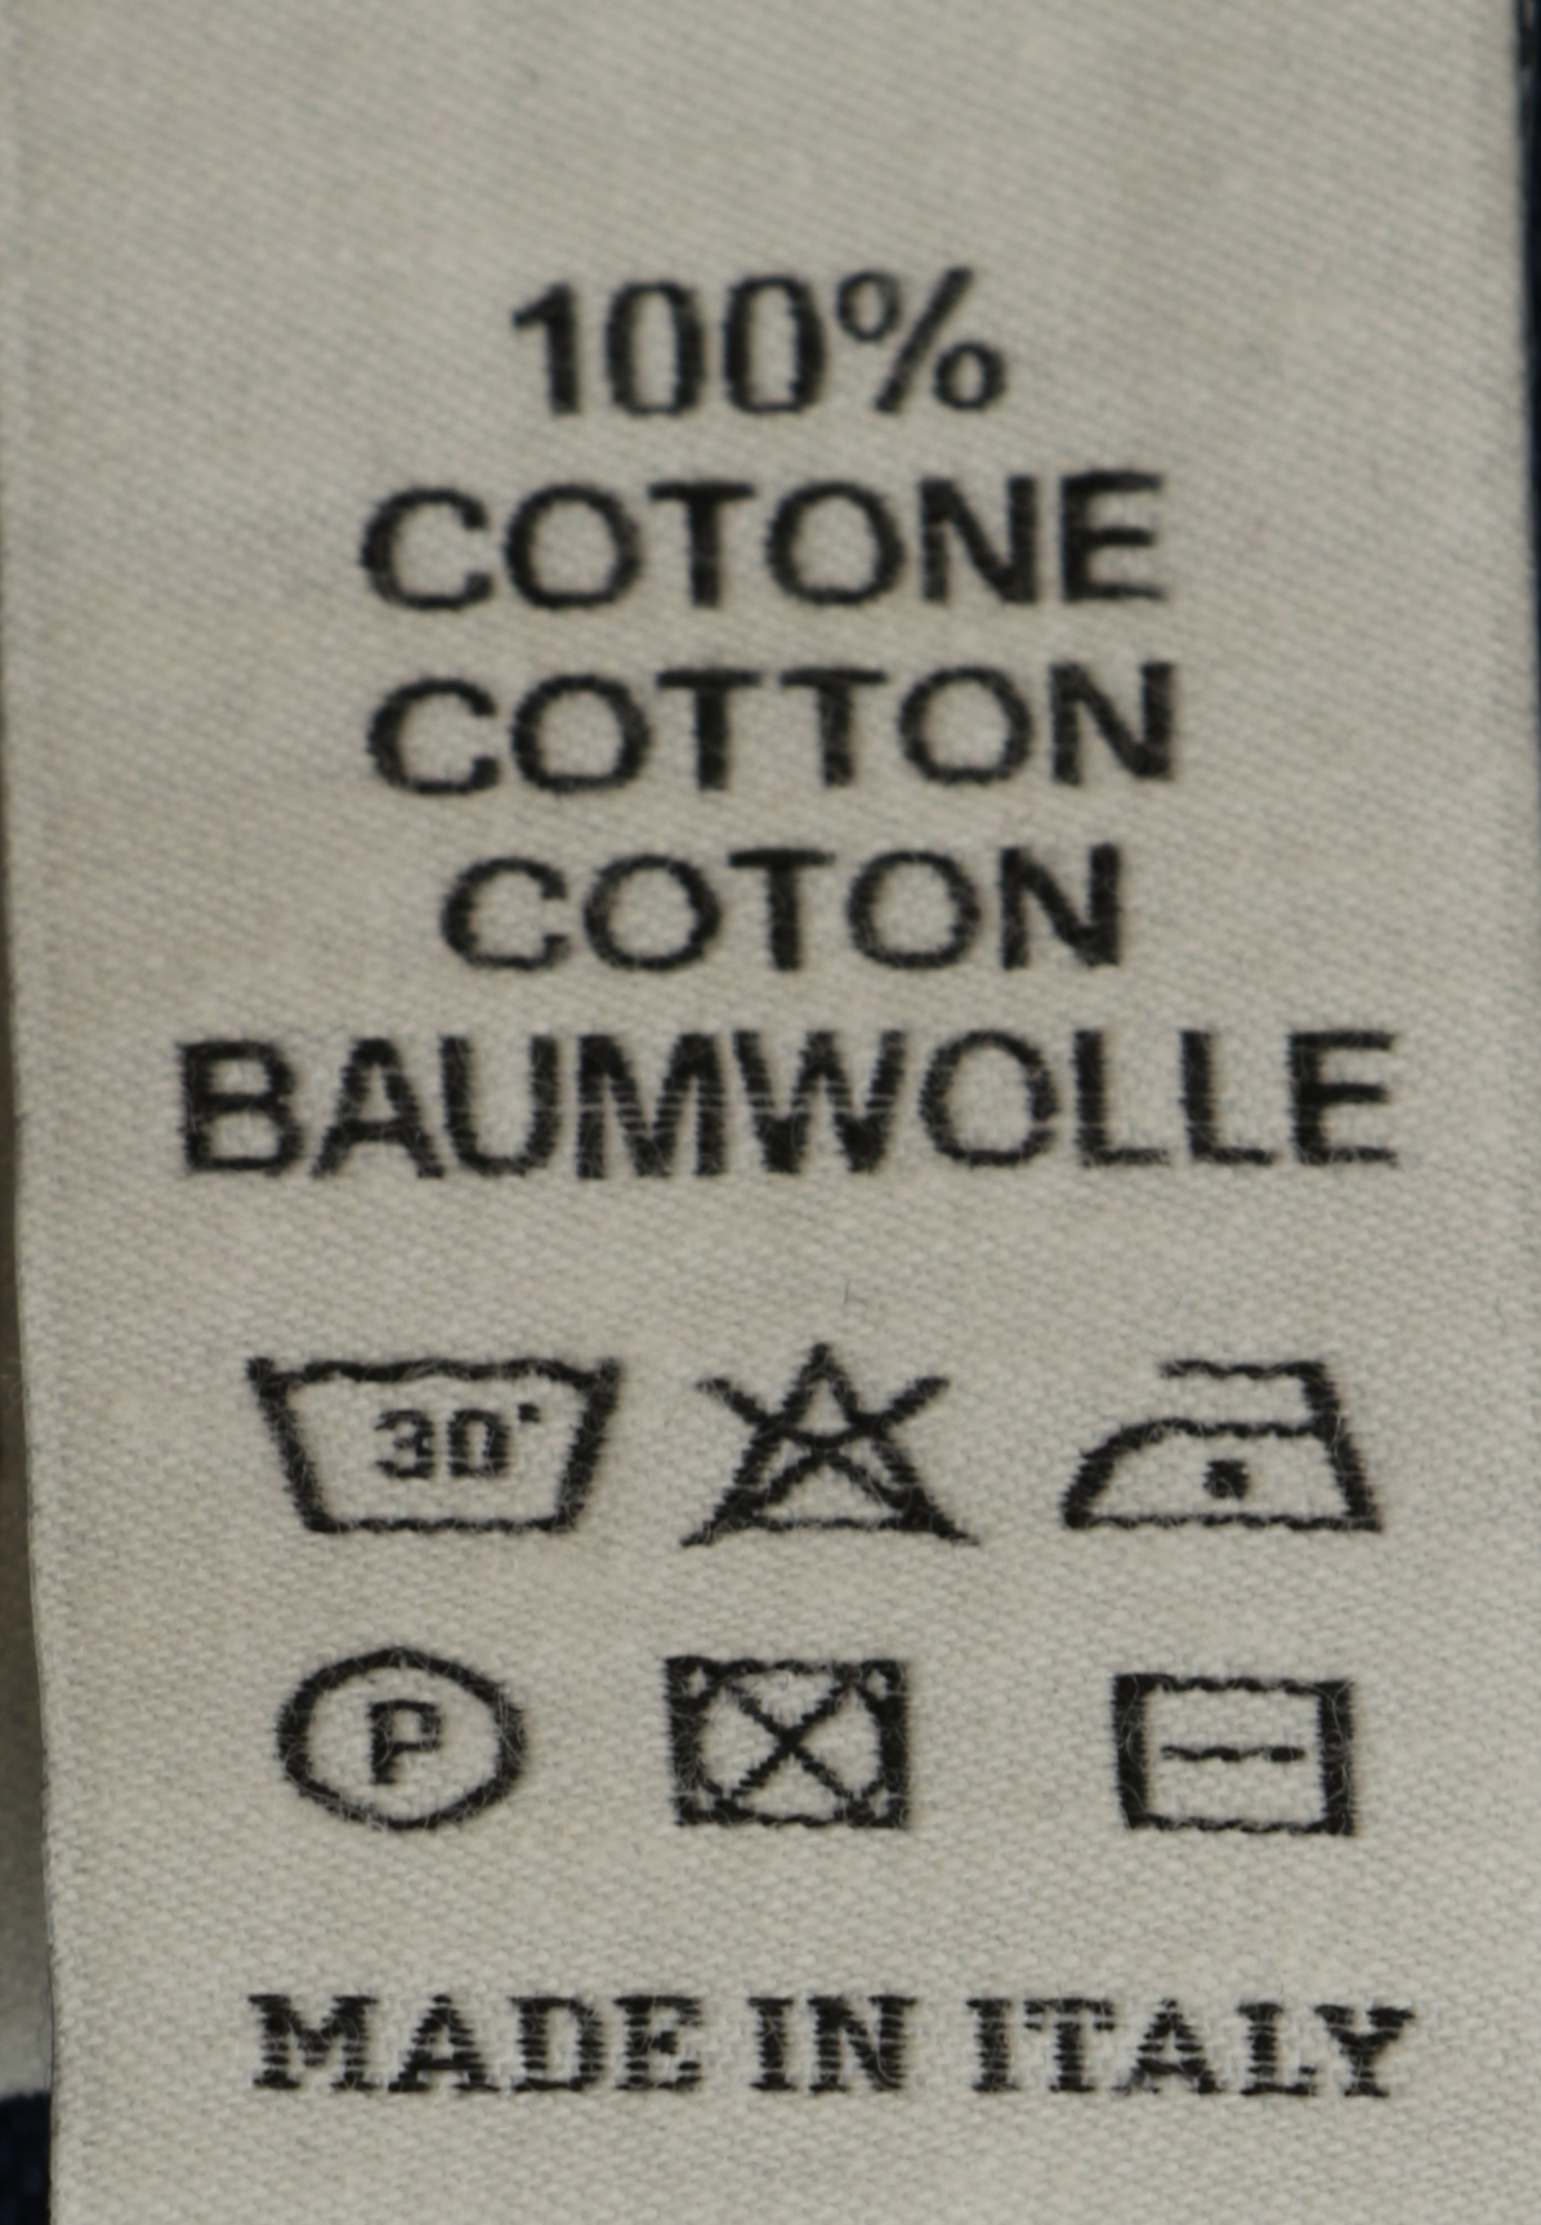 100%
COTONE
COTTON
COTON
BAUMWOLLE
30°
P
MADE IN ITALY